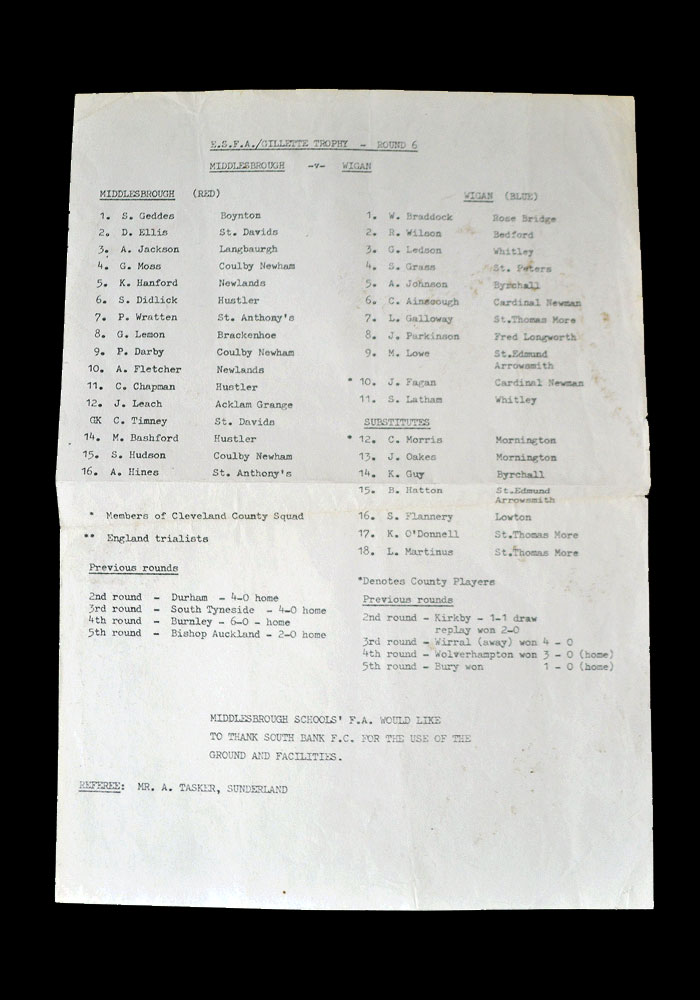 E.S.F.A./GILLETTE TROPHY - ROUND 6
MIDDLESBROUGH -v- WIGAN
MIDDLESBROUGH (RED)
1. S. Geddes Boynton
2. D. Ellis St. Davids
3. A. Jackson Langbaurgh
4. G. Moss Coulby Newham
5. K. Hanford Newlands
6. S. Didlick Hustler
7. P. Wratten St. Anthony's
8. G. Lemon Brackenhoe
9. P. Darby Coulby Newham
10. A. Fletcher Newlands
11. C. Chapman Hustler
12. J. Leach Acklam Grange
GK C. Timney St. Davids
14. M. Bashford Hustler
15. S. Hudson Coulby Newham
16. A. Hines St. Anthony's
* Members of Cleveland County Squad
** England trialists
Previous rounds
2nd round - Durham - 4-0 home
3rd round - South Tyneside - 4-0 home
4th round - Burnley - 6-0 - home
5th round - Bishop Auckland - 2-0 home
WIGAN (BLUE)
1. W. Braddock Rose Bridge
2. R. Wilson Bedford
3. G. Ledson Whitley
4. S. Grass St. Peters
5. A. Johnson Byrchall
6. C. Ainscough Cardinal Newman
7. L. Galloway St.Thomas More
8. J. Parkinson Fred Longworth
9. M. Lowe St.Edmund
Arrowsmith
* 10. J. Fagan Cardinal Newman
11. S. Latham Whitley
SUBSTITUTES
* 12. C. Morris Mornington
13. J. Oakes Mornington
14. K. Guy Byrchall
15. B. Hatton St.Edmund
Arrowsmith
16. S. Flannery Lowton
17. K. O'Donnell St.Thomas More
18. L. Martinus St.Thomas More
*Denotes County Players
Previous rounds
2nd round - Kirkby - 1-1 draw
replay won 2-0
3rd round - Wirral (away) won 4 - 0
4th round - Wolverhampton won 3 - 0 (home)
5th round - Bury won 1 - 0 (home)
MIDDLESBROUGH SCHOOLS' F.A. WOULD LIKE
TO THANK SOUTH BANK F.C. FOR THE USE OF THE
GROUND AND FACILITIES.
REFEREE: MR. A. TASKER, SUNDERLAND